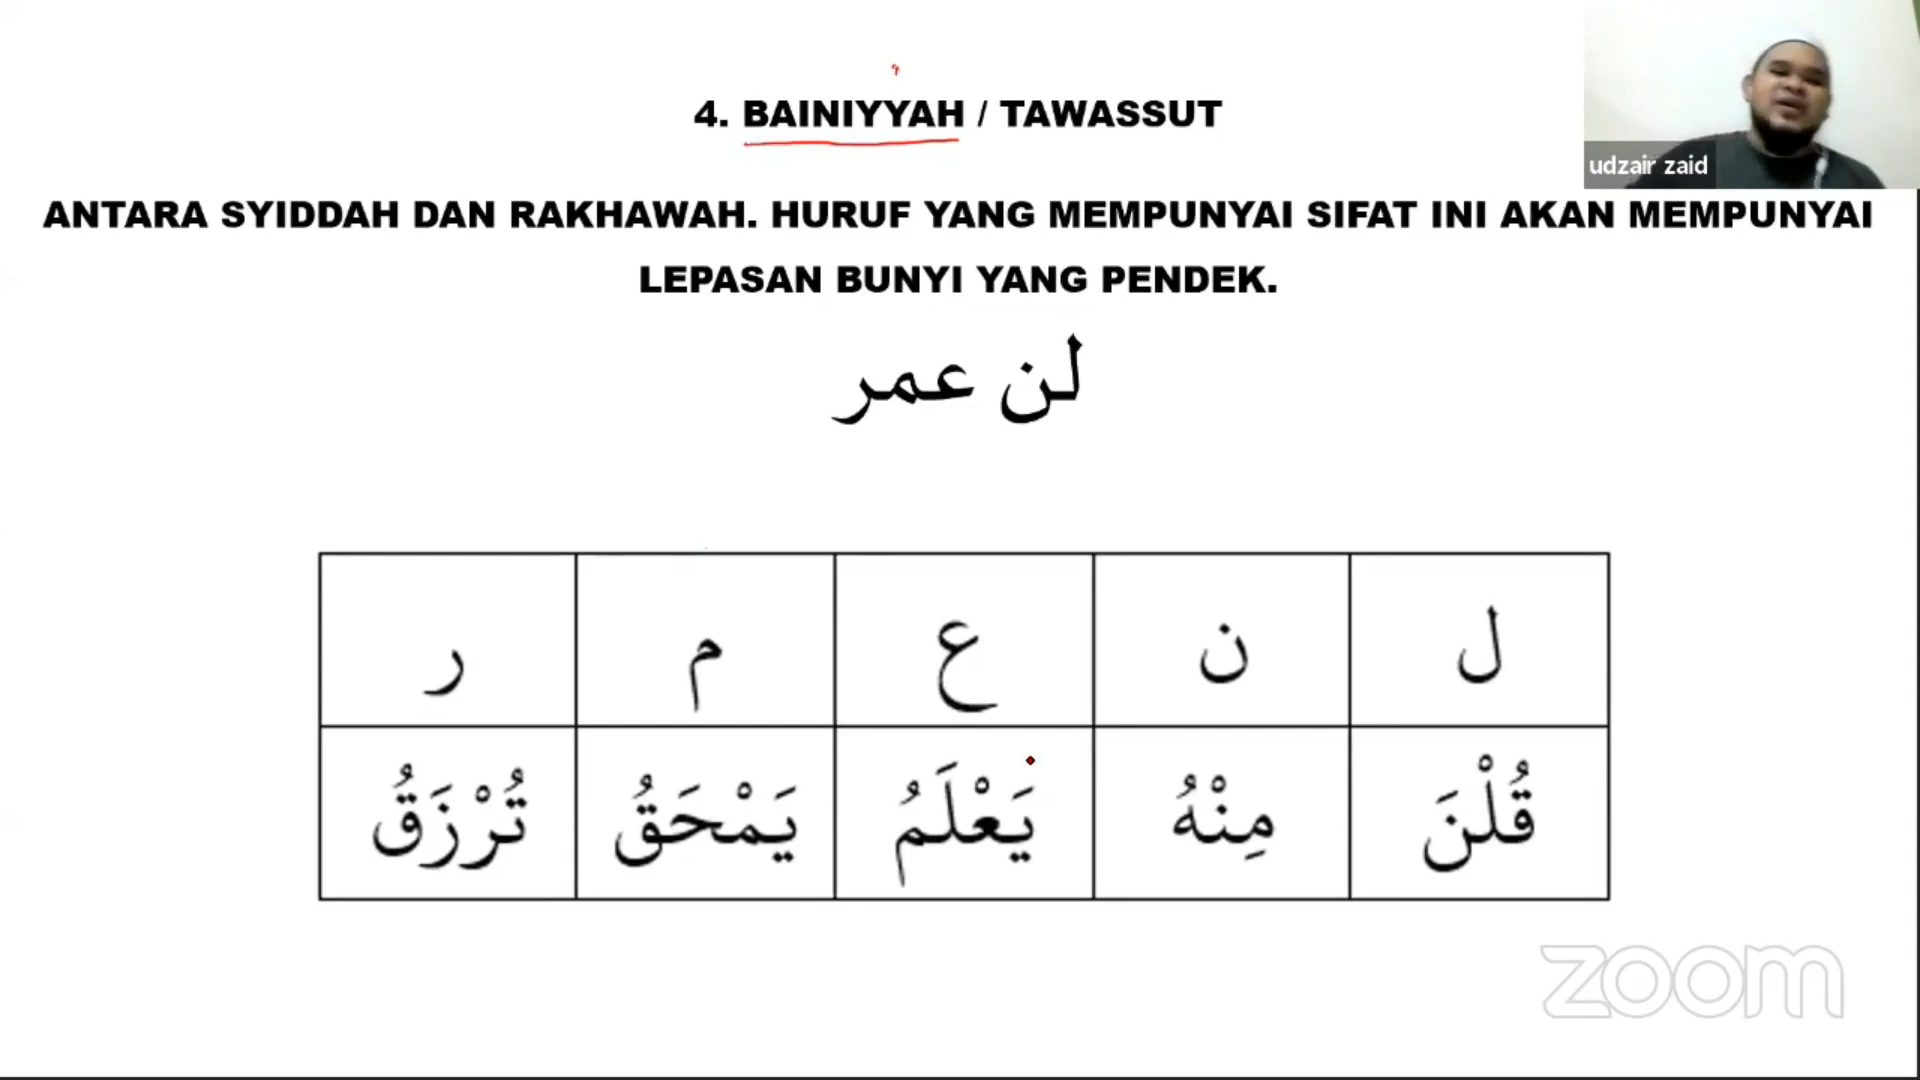 4. BAINIYYAH / TAWASSUT
udzair zaid
ANTARA SYIDDAH DAN RAKHAWAH. HURUF YANG MEMPUNYAI SIFAT INI AKAN MEMPUNYAI
LEPASAN BUNYI YANG PENDEK.
لن عمر
ل ن ع م ر
قُلْنَ مِنْهُ يَعْلَمُ يَمْحَقُ تُرْزَقُ
zoom